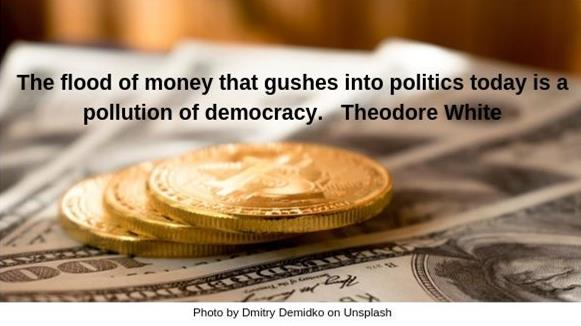 The flood of money that gushes into politics today is a
pollution of democracy.   Theodore White
Photo by Dmitry Demidko on Unsplash